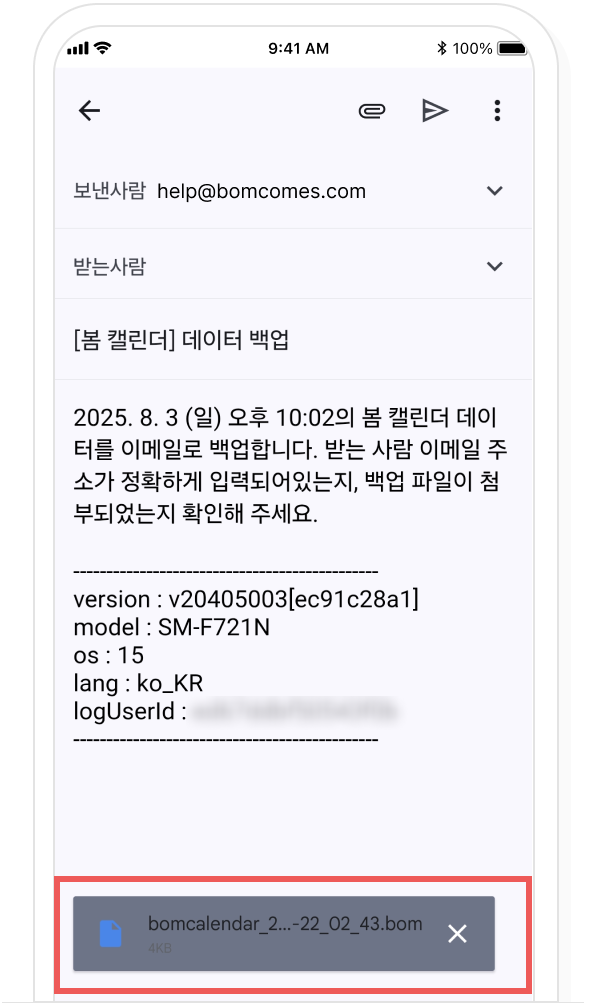 9:41 AM
100%
보낸사람 help@bomcomes.com
받는사람
[봄 캘린더] 데이터 백업
2025. 8. 3 (일) 오후 10:02의 봄 캘린더 데이
터를 이메일로 백업합니다. 받는 사람 이메일 주
소가 정확하게 입력되어있는지, 백업 파일이 첨
부되었는지 확인해 주세요.
----------------------------------------------
version : v20405003[ec91c28a1]
model : SM-F721N
os : 15
lang : ko_KR
logUserId :
----------------------------------------------
bomcalendar_2...-22_02_43.bom
4KB